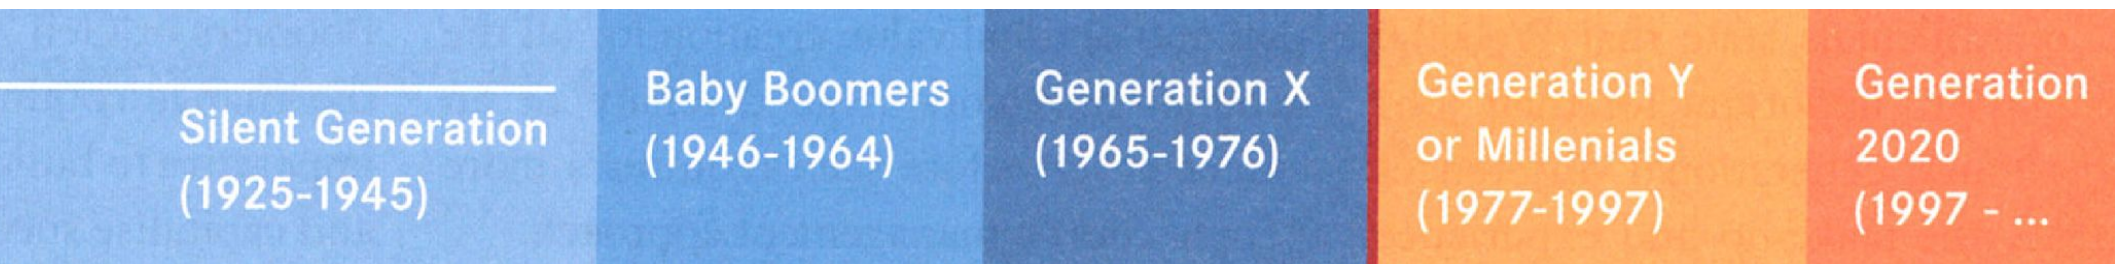 Silent Generation
(1925-1945)
Baby Boomers
(1946-1964)
Generation X
(1965-1976)
Generation Y
or Millenials
(1977-1997)
Generation
2020
(1997 - ...